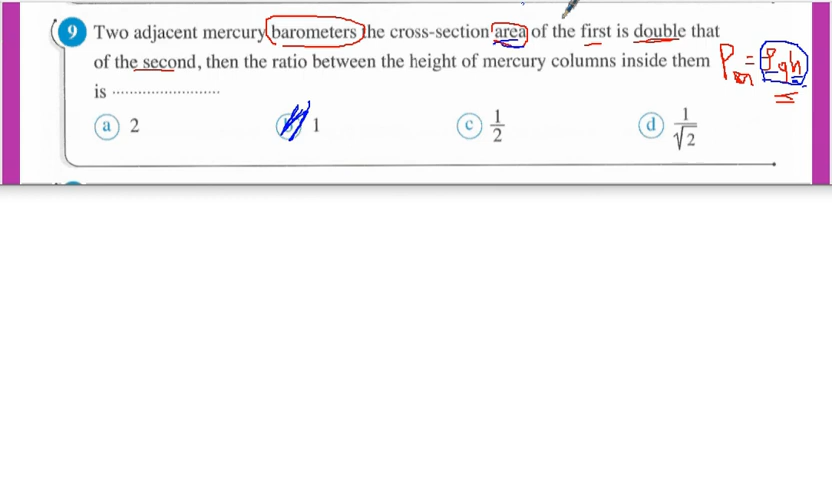 9 Two adjacent mercury barometers the cross-section area of the first is double that
of the second, then the ratio between the height of mercury columns inside them
is ........................
P_m = ρgh
a 2
1
c 1/2
d 1/√2